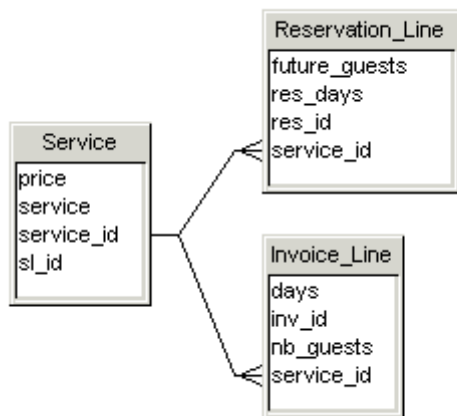 Reservation_Line
future_guests
res_days
res_id
service_id
Service
price
service
service_id
sl_id
Invoice_Line
days
inv_id
nb_guests
service_id